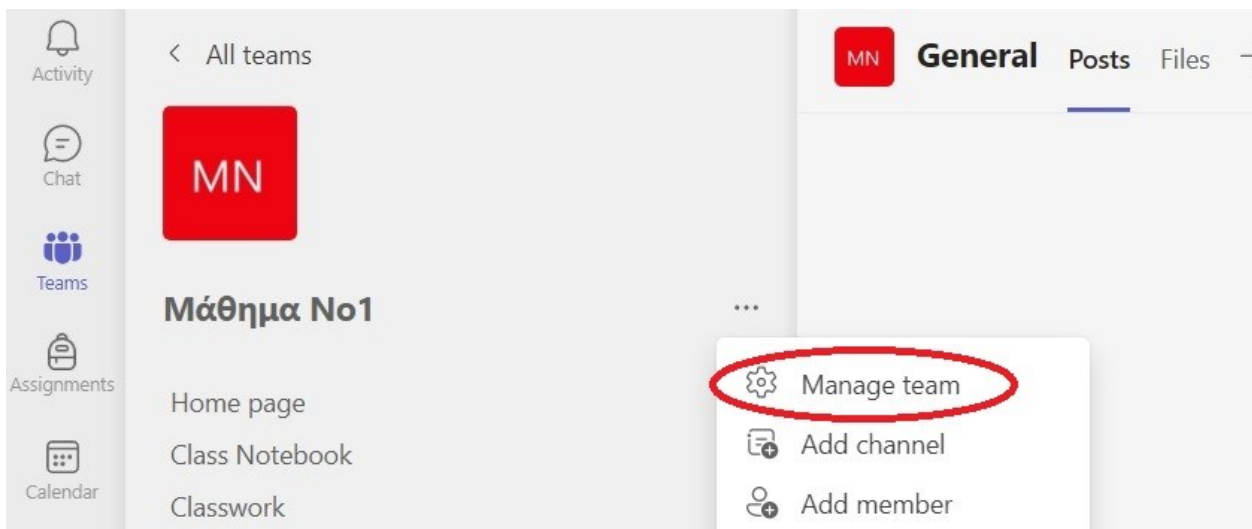 Activity
Chat
Teams
Assignments
Calendar
All teams
MN
Μάθημα Νο1
Home page
Class Notebook
Classwork
Manage team
Add channel
Add member
MN
General Posts Files